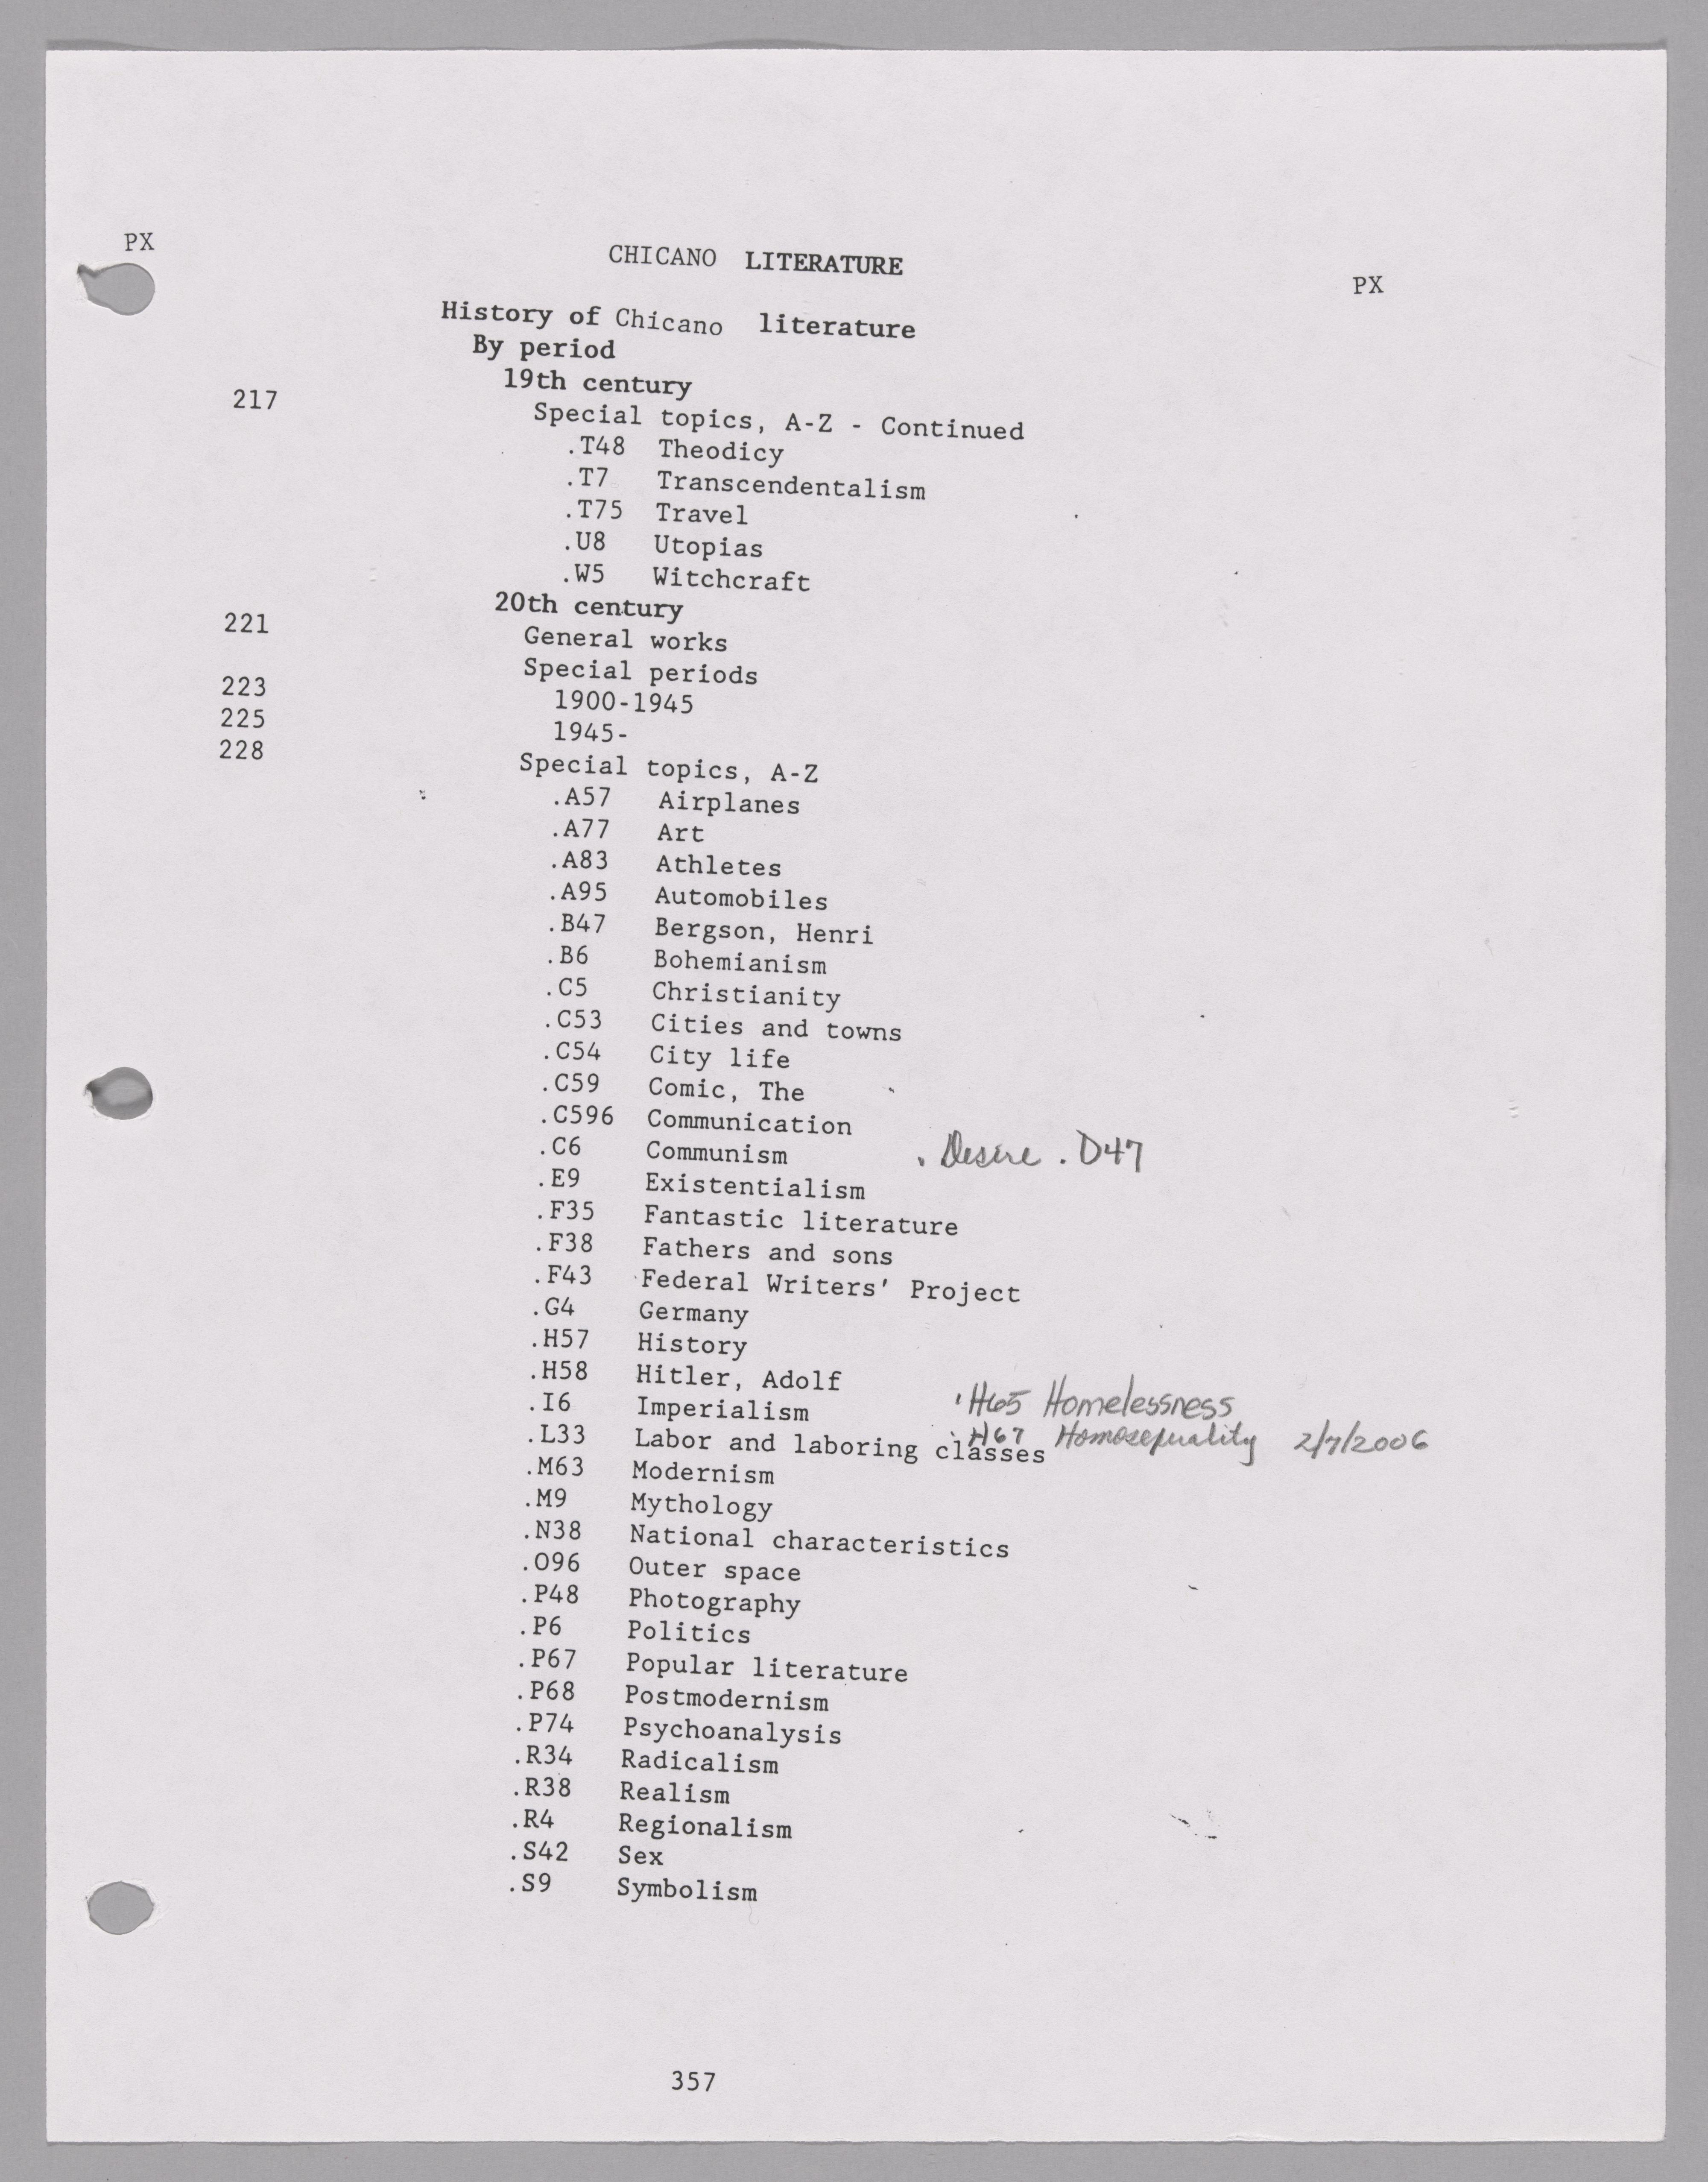 PX
CHICANO LITERATURE
PX
History of Chicano literature
By period
19th century
217 Special topics, A-Z - Continued
.T48 Theodicy
.T7 Transcendentalism
.T75 Travel
.U8 Utopias
.W5 Witchcraft
20th century
221 General works
Special periods
223 1900-1945
225 1945-
228 Special topics, A-Z
.A57 Airplanes
.A77 Art
.A83 Athletes
.A95 Automobiles
.B47 Bergson, Henri
.B6 Bohemianism
.C5 Christianity
.C53 Cities and towns
.C54 City life
.C59 Comic, The
.C596 Communication
.C6 Communism
. Desire .D47
.E9 Existentialism
.F35 Fantastic literature
.F38 Fathers and sons
.F43 Federal Writers' Project
.G4 Germany
.H57 History
.H58 Hitler, Adolf
.H65 Homelessness
.H67 Homosexuality 2/7/2006
.I6 Imperialism
.L33 Labor and laboring classes
.M63 Modernism
.M9 Mythology
.N38 National characteristics
.O96 Outer space
.P48 Photography
.P6 Politics
.P67 Popular literature
.P68 Postmodernism
.P74 Psychoanalysis
.R34 Radicalism
.R38 Realism
.R4 Regionalism
.S42 Sex
.S9 Symbolism
357